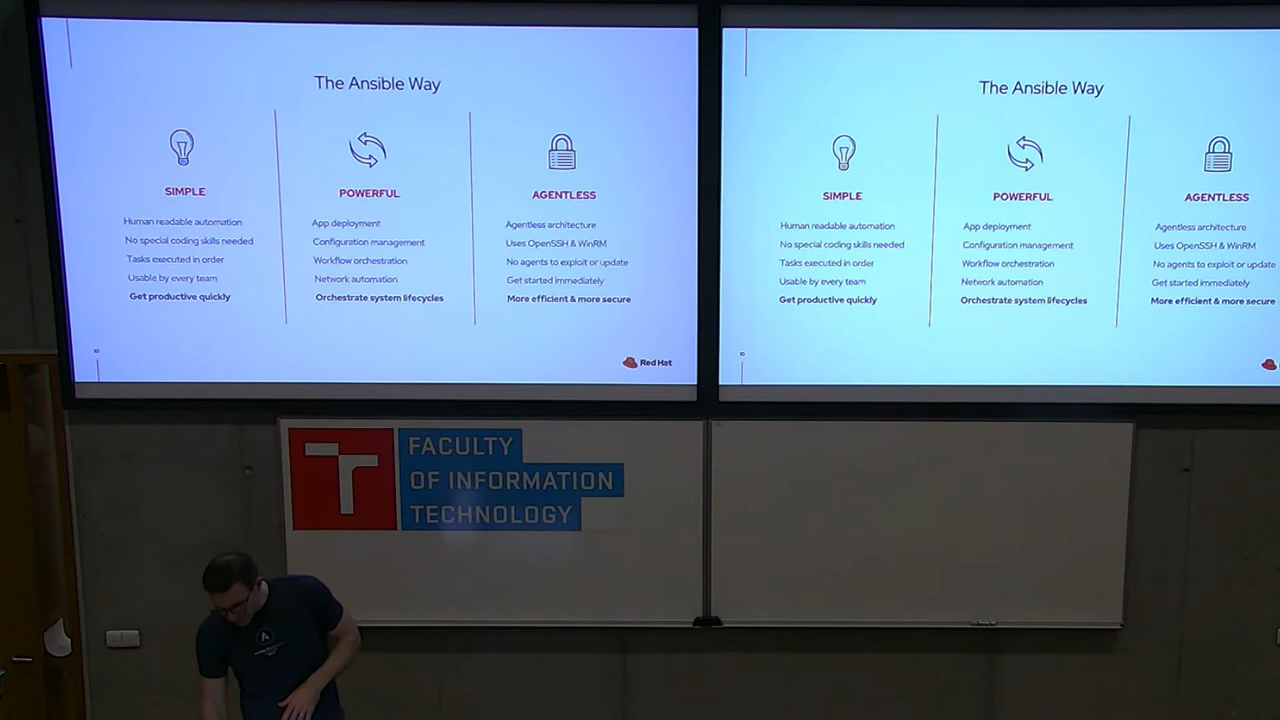 The Ansible Way
SIMPLE
Human readable automation
No special coding skills needed
Tasks executed in order
Usable by every team
Get productive quickly
POWERFUL
App deployment
Configuration management
Workflow orchestration
Network automation
Orchestrate system lifecycles
AGENTLESS
Agentless architecture
Uses OpenSSH & WinRM
No agents to exploit or update
Get started immediately
More efficient & more secure
10
Red Hat
The Ansible Way
SIMPLE
Human readable automation
No special coding skills needed
Tasks executed in order
Usable by every team
Get productive quickly
POWERFUL
App deployment
Configuration management
Workflow orchestration
Network automation
Orchestrate system lifecycles
AGENTLESS
Agentless architecture
Uses OpenSSH & WinRM
No agents to exploit or update
Get started immediately
More efficient & more secure
10
FACULTY
OF INFORMATION
TECHNOLOGY
A